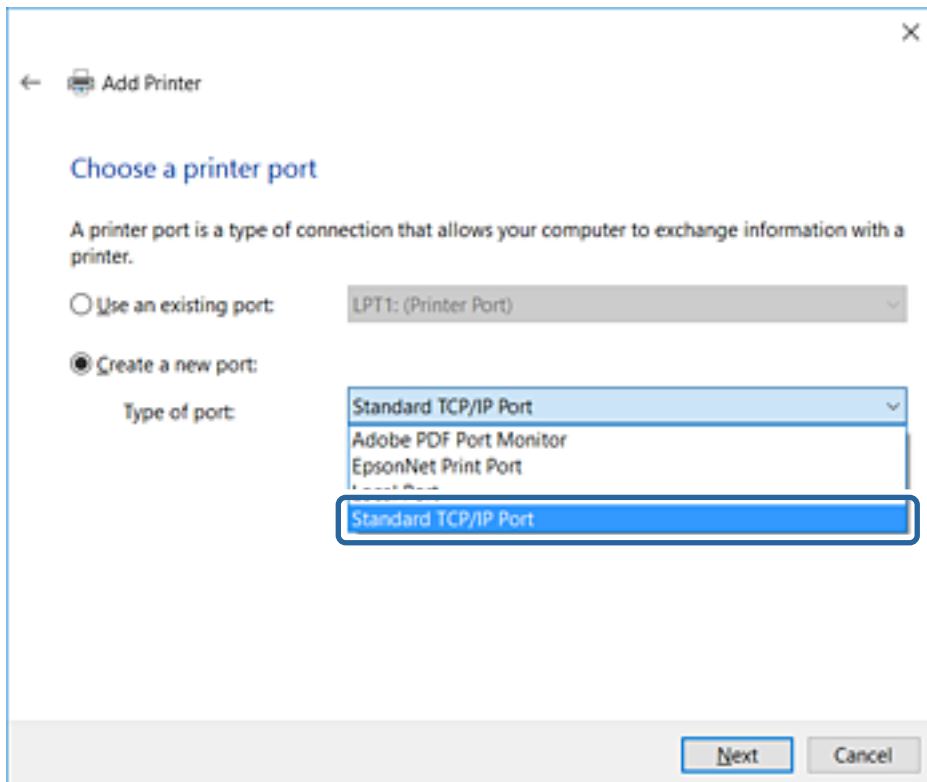 Add Printer
Choose a printer port
A printer port is a type of connection that allows your computer to exchange information with a
printer.
Use an existing port:
LPT1: (Printer Port)
Create a new port:
Type of port:
Standard TCP/IP Port
Adobe PDF Port Monitor
EpsonNet Print Port
Local Port
Standard TCP/IP Port
Next
Cancel